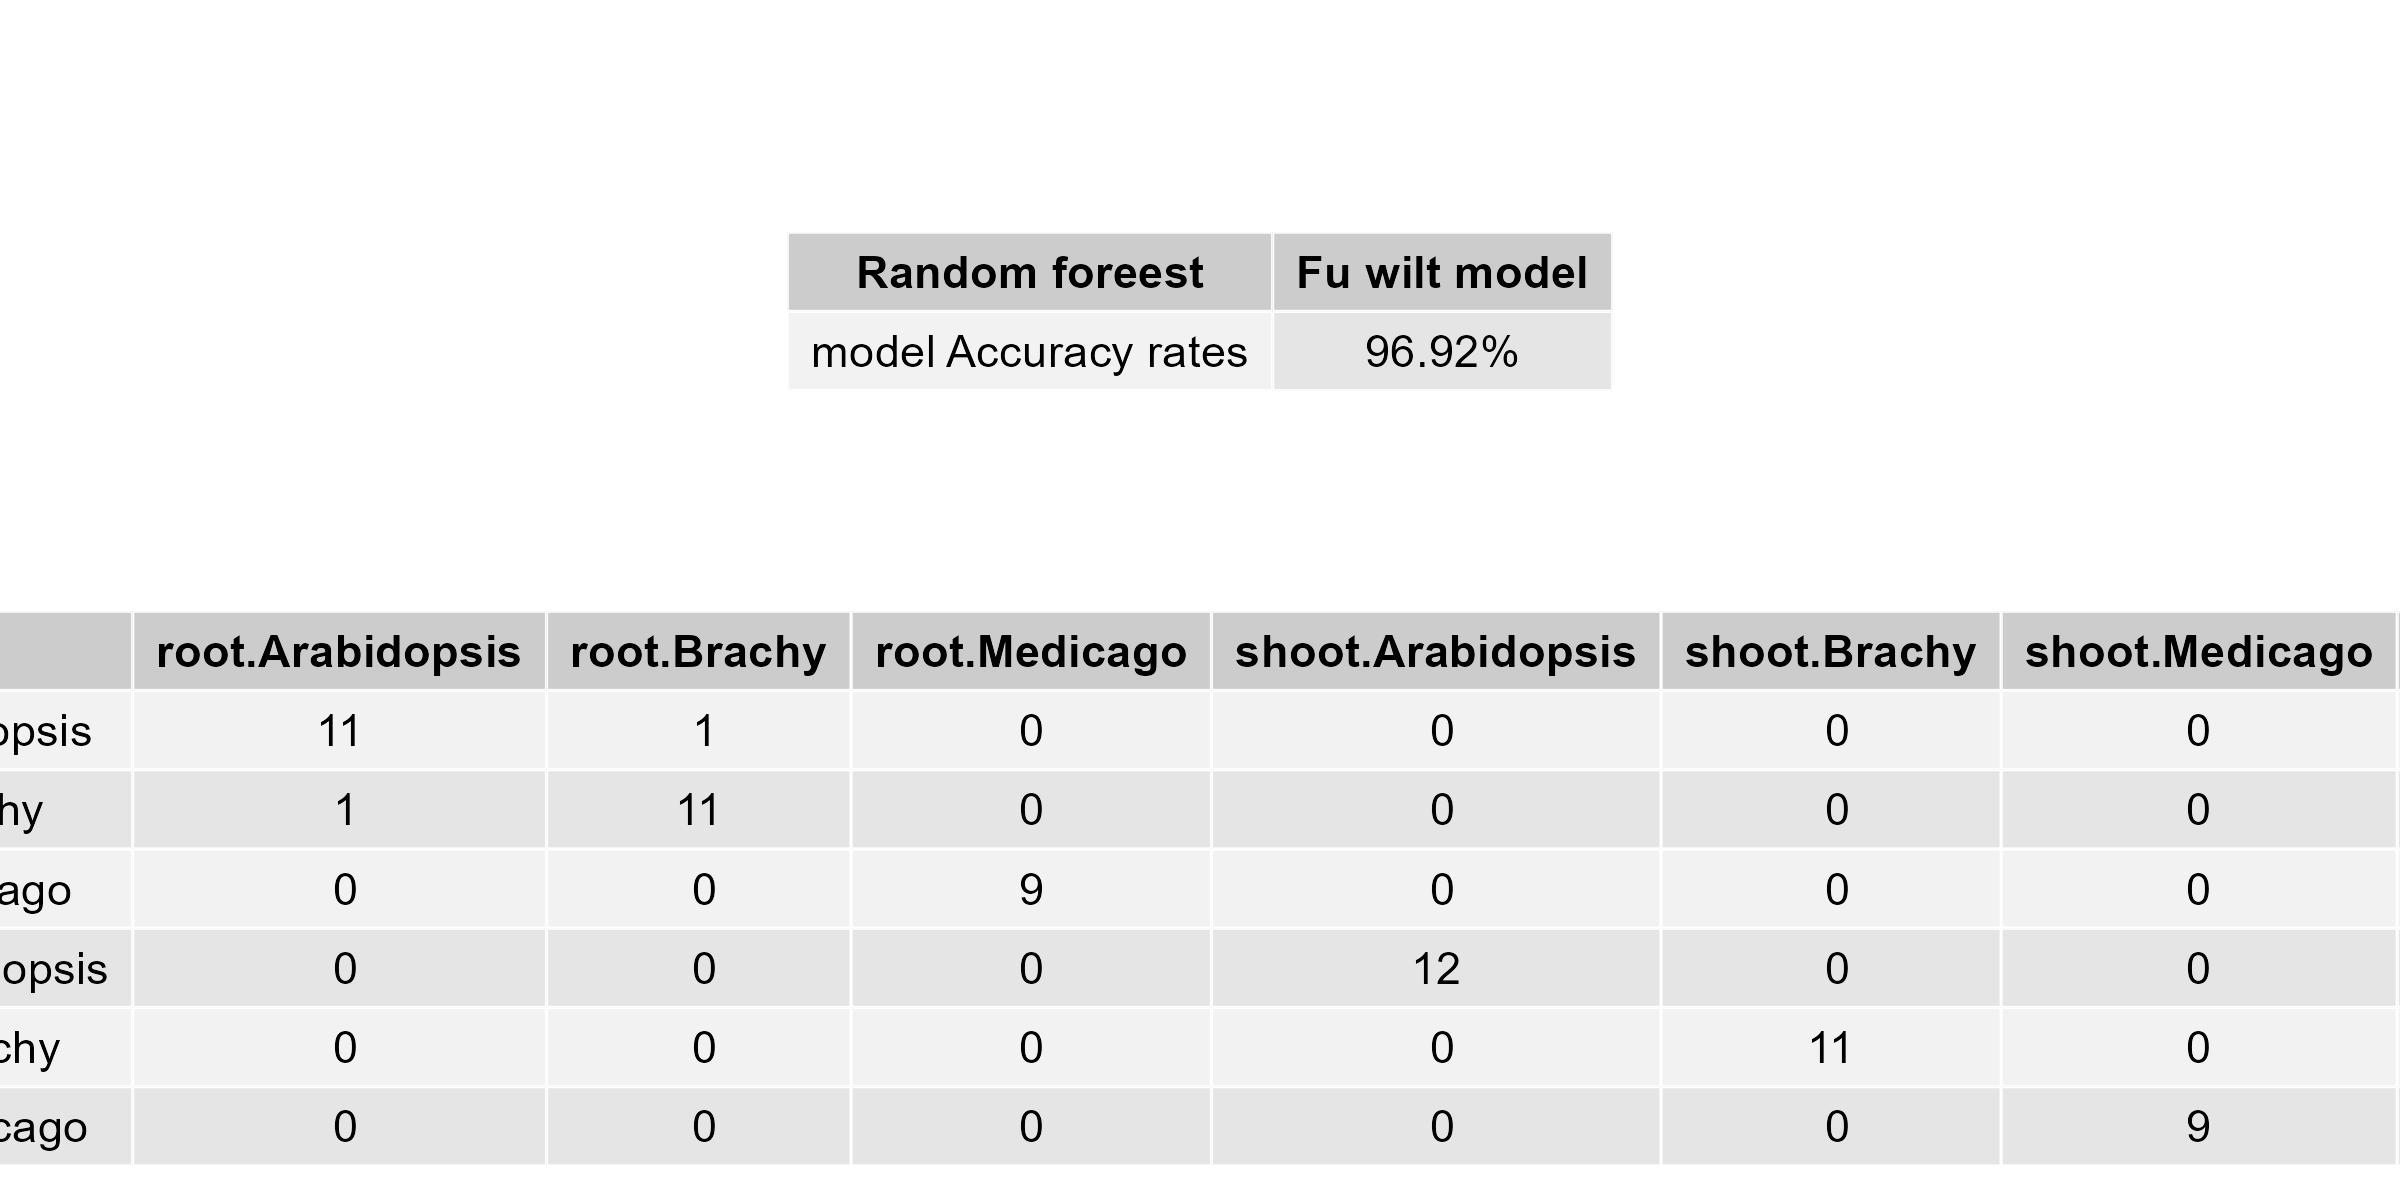 Random foreest Fu wilt model
model Accuracy rates 96.92%
root.Arabidopsis root.Brachy root.Medicago shoot.Arabidopsis shoot.Brachy shoot.Medicago
opsis 11 1 0 0 0 0
hy 1 11 0 0 0 0
ago 0 0 9 0 0 0
opsis 0 0 0 12 0 0
chy 0 0 0 0 11 0
cago 0 0 0 0 0 9